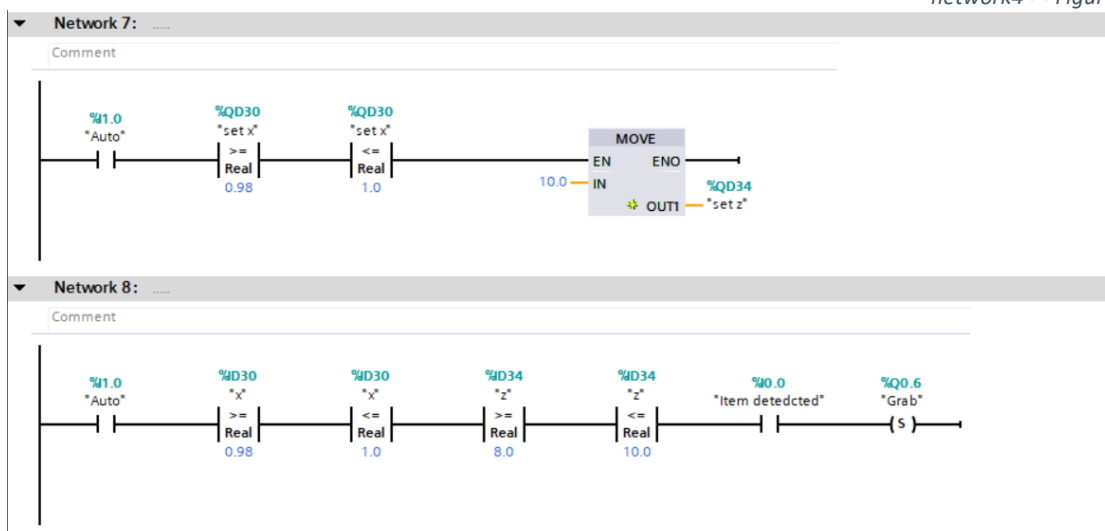 network4
Figur
Network 7: .....
Comment
%I1.0
"Auto"
%QD30
"set x"
>=
Real
0.98
%QD30
"set x"
<=
Real
1.0
MOVE
EN ENO
10.0 IN
%QD34
OUT1 "set z"
Network 8: .....
Comment
%I1.0
"Auto"
%ID30
"x"
>=
Real
0.98
%ID30
"x"
<=
Real
1.0
%ID34
"z"
>=
Real
8.0
%ID34
"z"
<=
Real
10.0
%I0.0
"Item detedcted"
%Q0.6
"Grab"
S